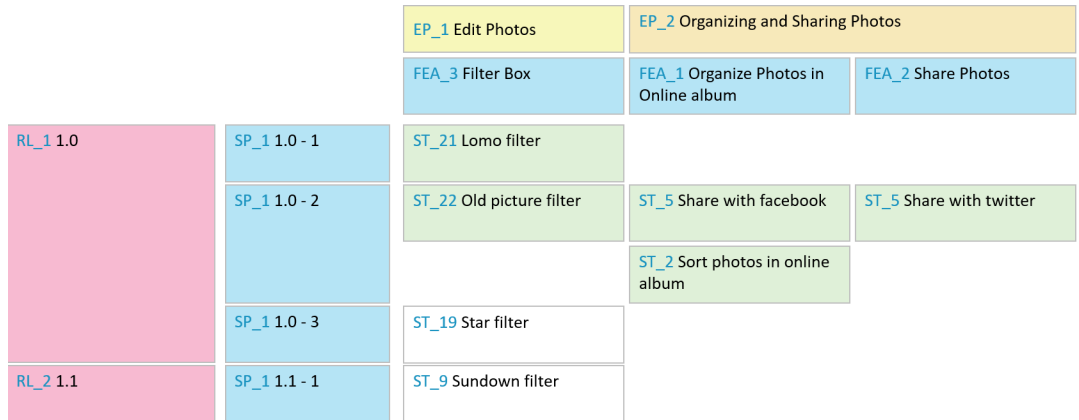 EP_1 Edit Photos
EP_2 Organizing and Sharing Photos
FEA_3 Filter Box
FEA_1 Organize Photos in
Online album
FEA_2 Share Photos
RL_1 1.0
SP_1 1.0 - 1
ST_21 Lomo filter
SP_1 1.0 - 2
ST_22 Old picture filter
ST_5 Share with facebook
ST_5 Share with twitter
ST_2 Sort photos in online
album
SP_1 1.0 - 3
ST_19 Star filter
RL_2 1.1
SP_1 1.1 - 1
ST_9 Sundown filter